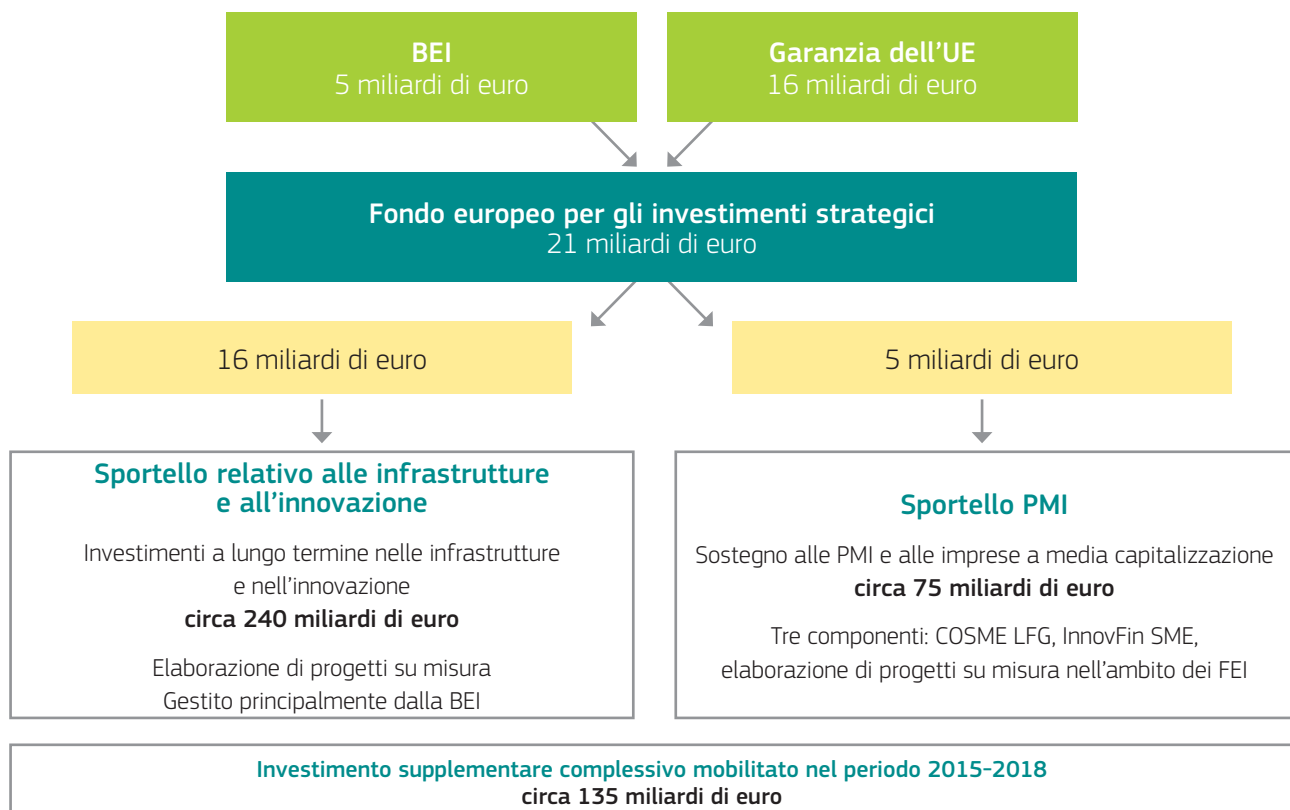 BEI
5 miliardi di euro
Garanzia dell'UE
16 miliardi di euro
Fondo europeo per gli investimenti strategici
21 miliardi di euro
16 miliardi di euro
5 miliardi di euro
Sportello relativo alle infrastrutture
e all'innovazione
Investimenti a lungo termine nelle infrastrutture
e nell'innovazione
circa 240 miliardi di euro
Elaborazione di progetti su misura
Gestito principalmente dalla BEI
Sportello PMI
Sostegno alle PMI e alle imprese a media capitalizzazione
circa 75 miliardi di euro
Tre componenti: COSME LFG, InnovFin SME,
elaborazione di progetti su misura nell'ambito dei FEI
Investimento supplementare complessivo mobilitato nel periodo 2015-2018
circa 135 miliardi di euro